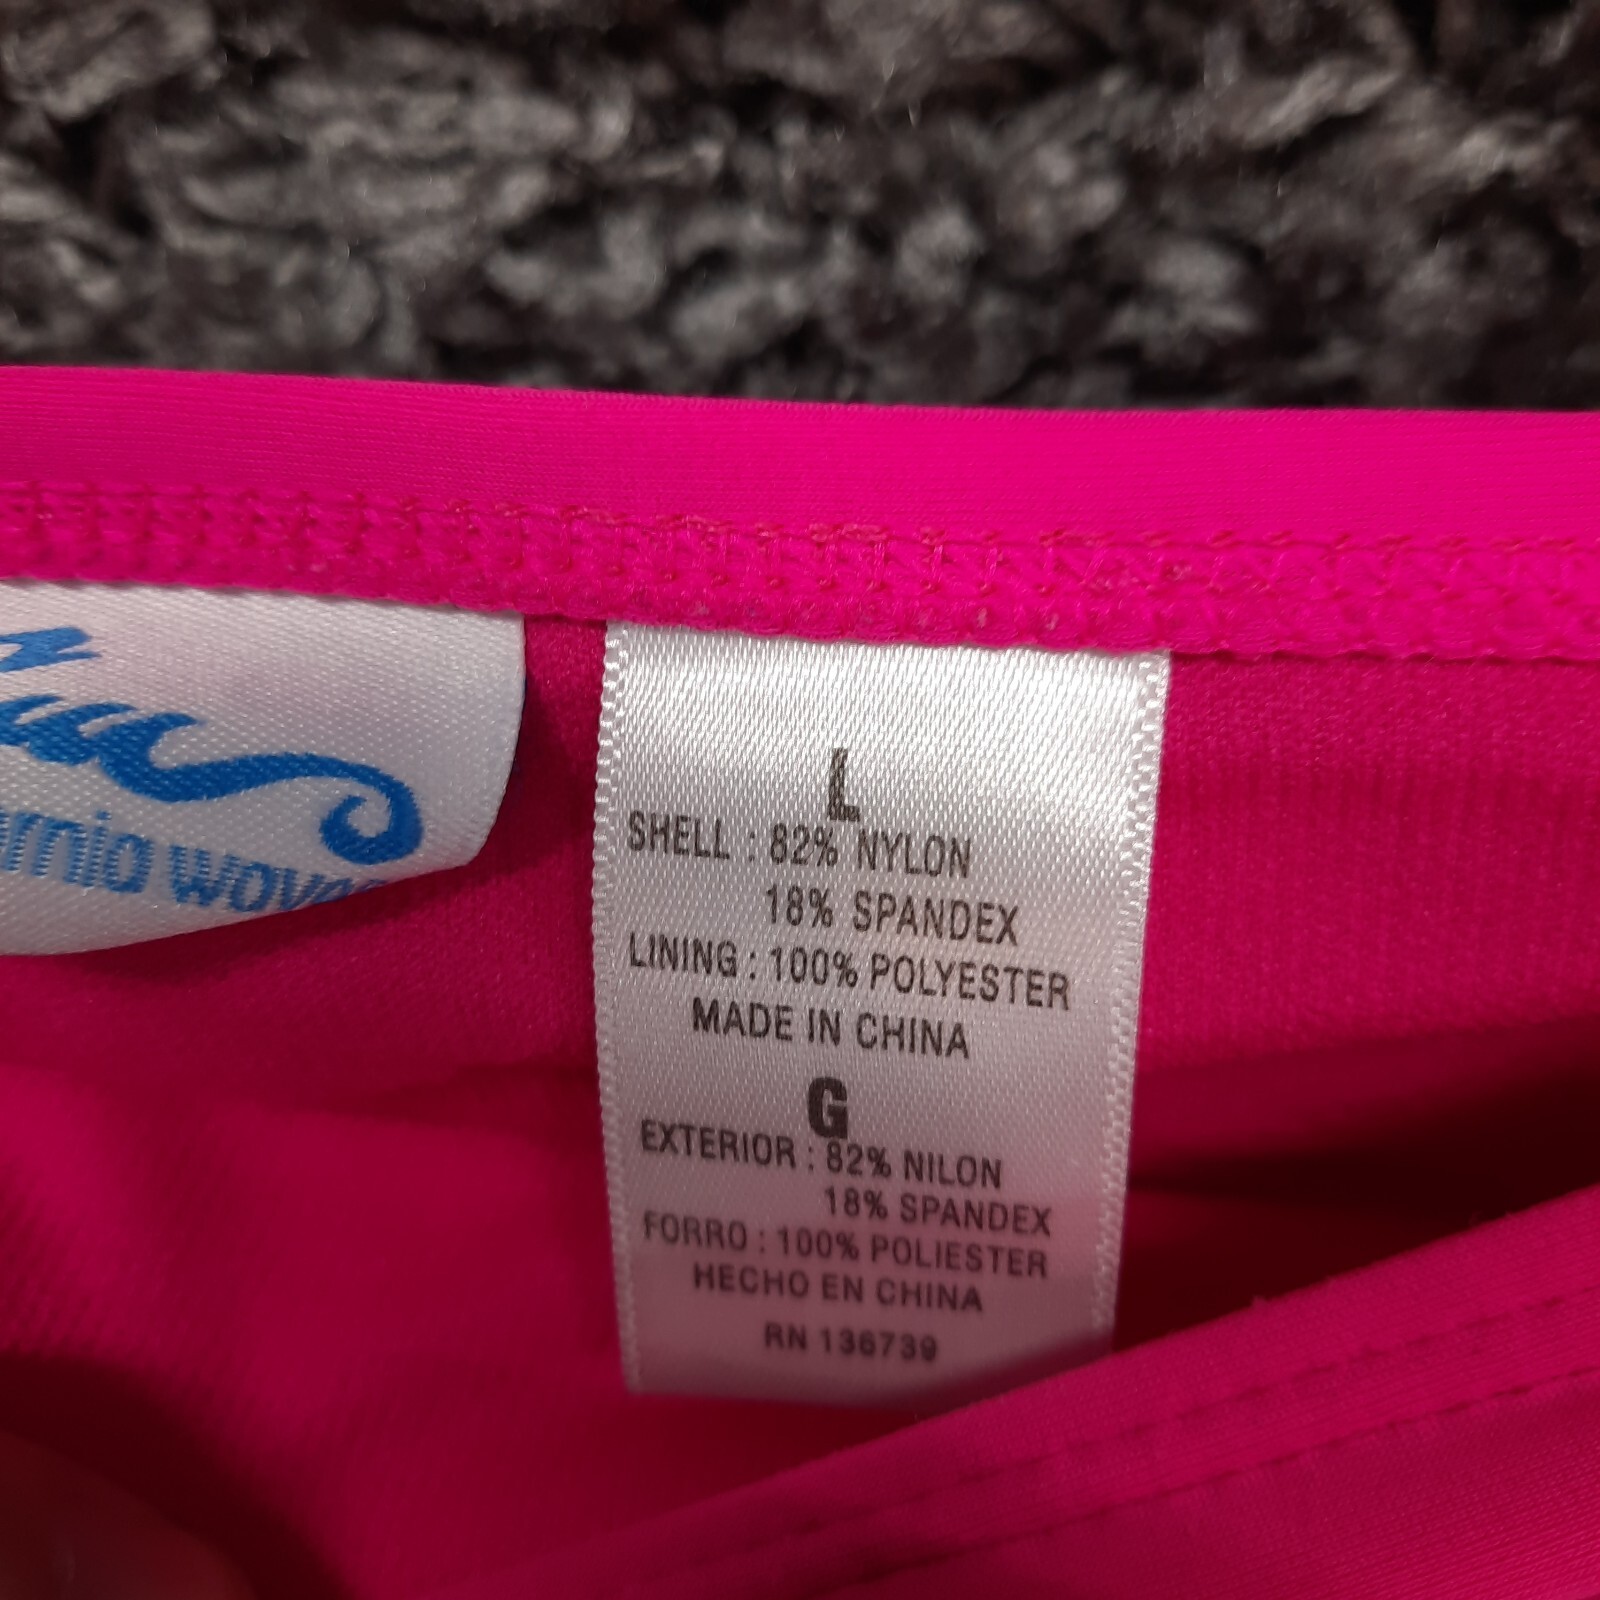 L
SHELL : 82% NYLON
18% SPANDEX
LINING : 100% POLYESTER
MADE IN CHINA
G
EXTERIOR : 82% NILON
18% SPANDEX
FORRO : 100% POLIESTER
HECHO EN CHINA
RN 136739